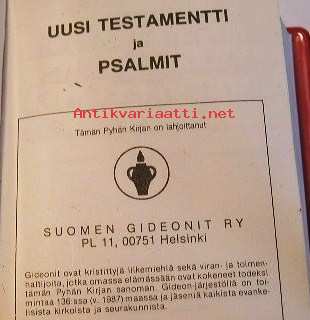 UUSI TESTAMENTTI
ja
PSALMIT
Antikvariaatti.net
Tämän Pyhän Kirjan on lahjoittanut
SUOMEN GIDEONIT RY
PL 11, 00751 Helsinki
Gideonit ovat kristittyjä liikemiehiä sekä viran- ja toimen-
haltijoita, jotka omassa elämässään ovat kokeneet todeksi
tämän Pyhän Kirjan sanoman. Gideon-järjestöllä on toi-
mintaa 136:ssa (v. 1987) maassa ja jäseniä kaikista evanke-
lisista kirkoista ja seurakunnista.